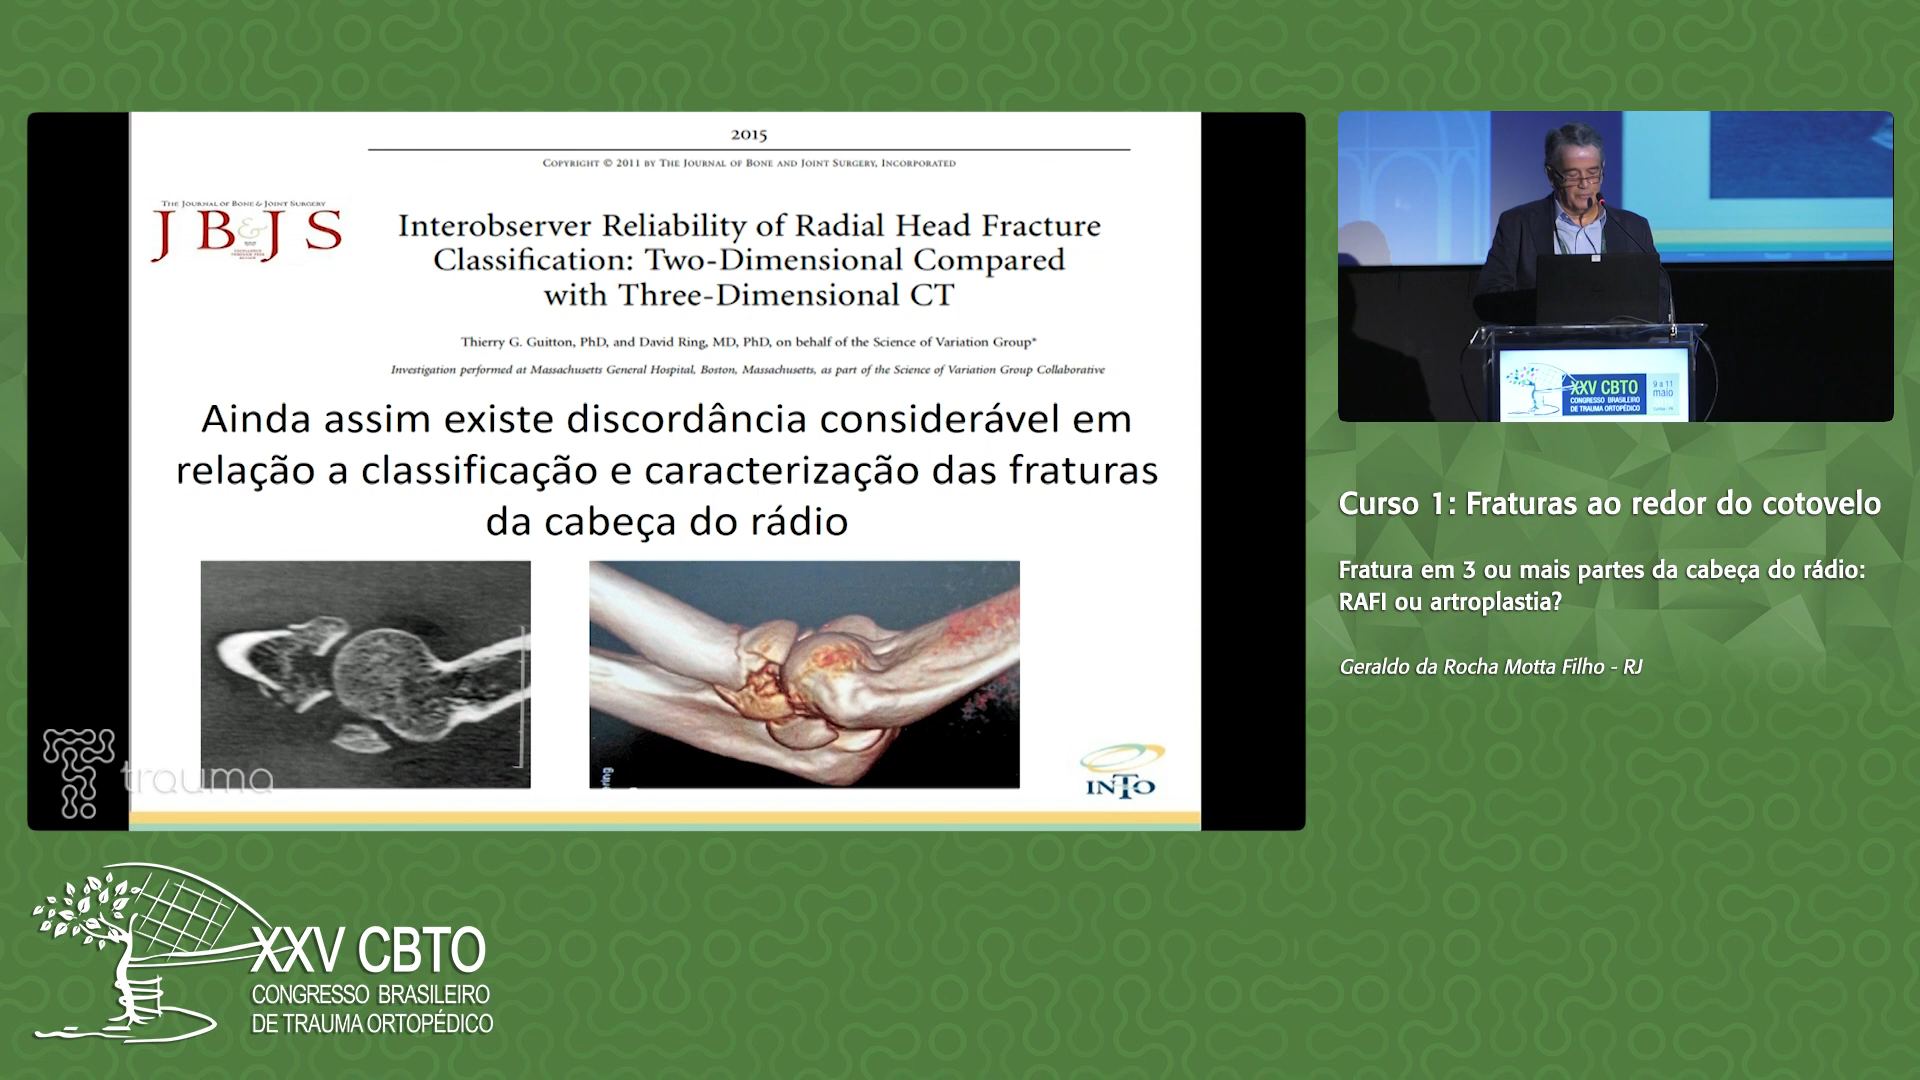 2015
COPYRIGHT © 2011 BY THE JOURNAL OF BONE AND JOINT SURGERY, INCORPORATED
THE JOURNAL OF BONE & JOINT SURGERY
JB&JS
Interobserver Reliability of Radial Head Fracture
Classification: Two-Dimensional Compared
with Three-Dimensional CT
Thierry G. Guitton, PhD, and David Ring, MD, PhD, on behalf of the Science of Variation Group*
Investigation performed at Massachusetts General Hospital, Boston, Massachusetts, as part of the Science of Variation Group Collaborative
Ainda assim existe discordância considerável em
relação a classificação e caracterização das fraturas
da cabeça do rádio
trauma
INTO
XXV CBTO
CONGRESSO BRASILEIRO
DE TRAUMA ORTOPÉDICO
9 a 11
maio
Curso 1: Fraturas ao redor do cotovelo
Fratura em 3 ou mais partes da cabeça do rádio:
RAFI ou artroplastia?
Geraldo da Rocha Motta Filho - RJ
XXV CBTO
CONGRESSO BRASILEIRO
DE TRAUMA ORTOPÉDICO